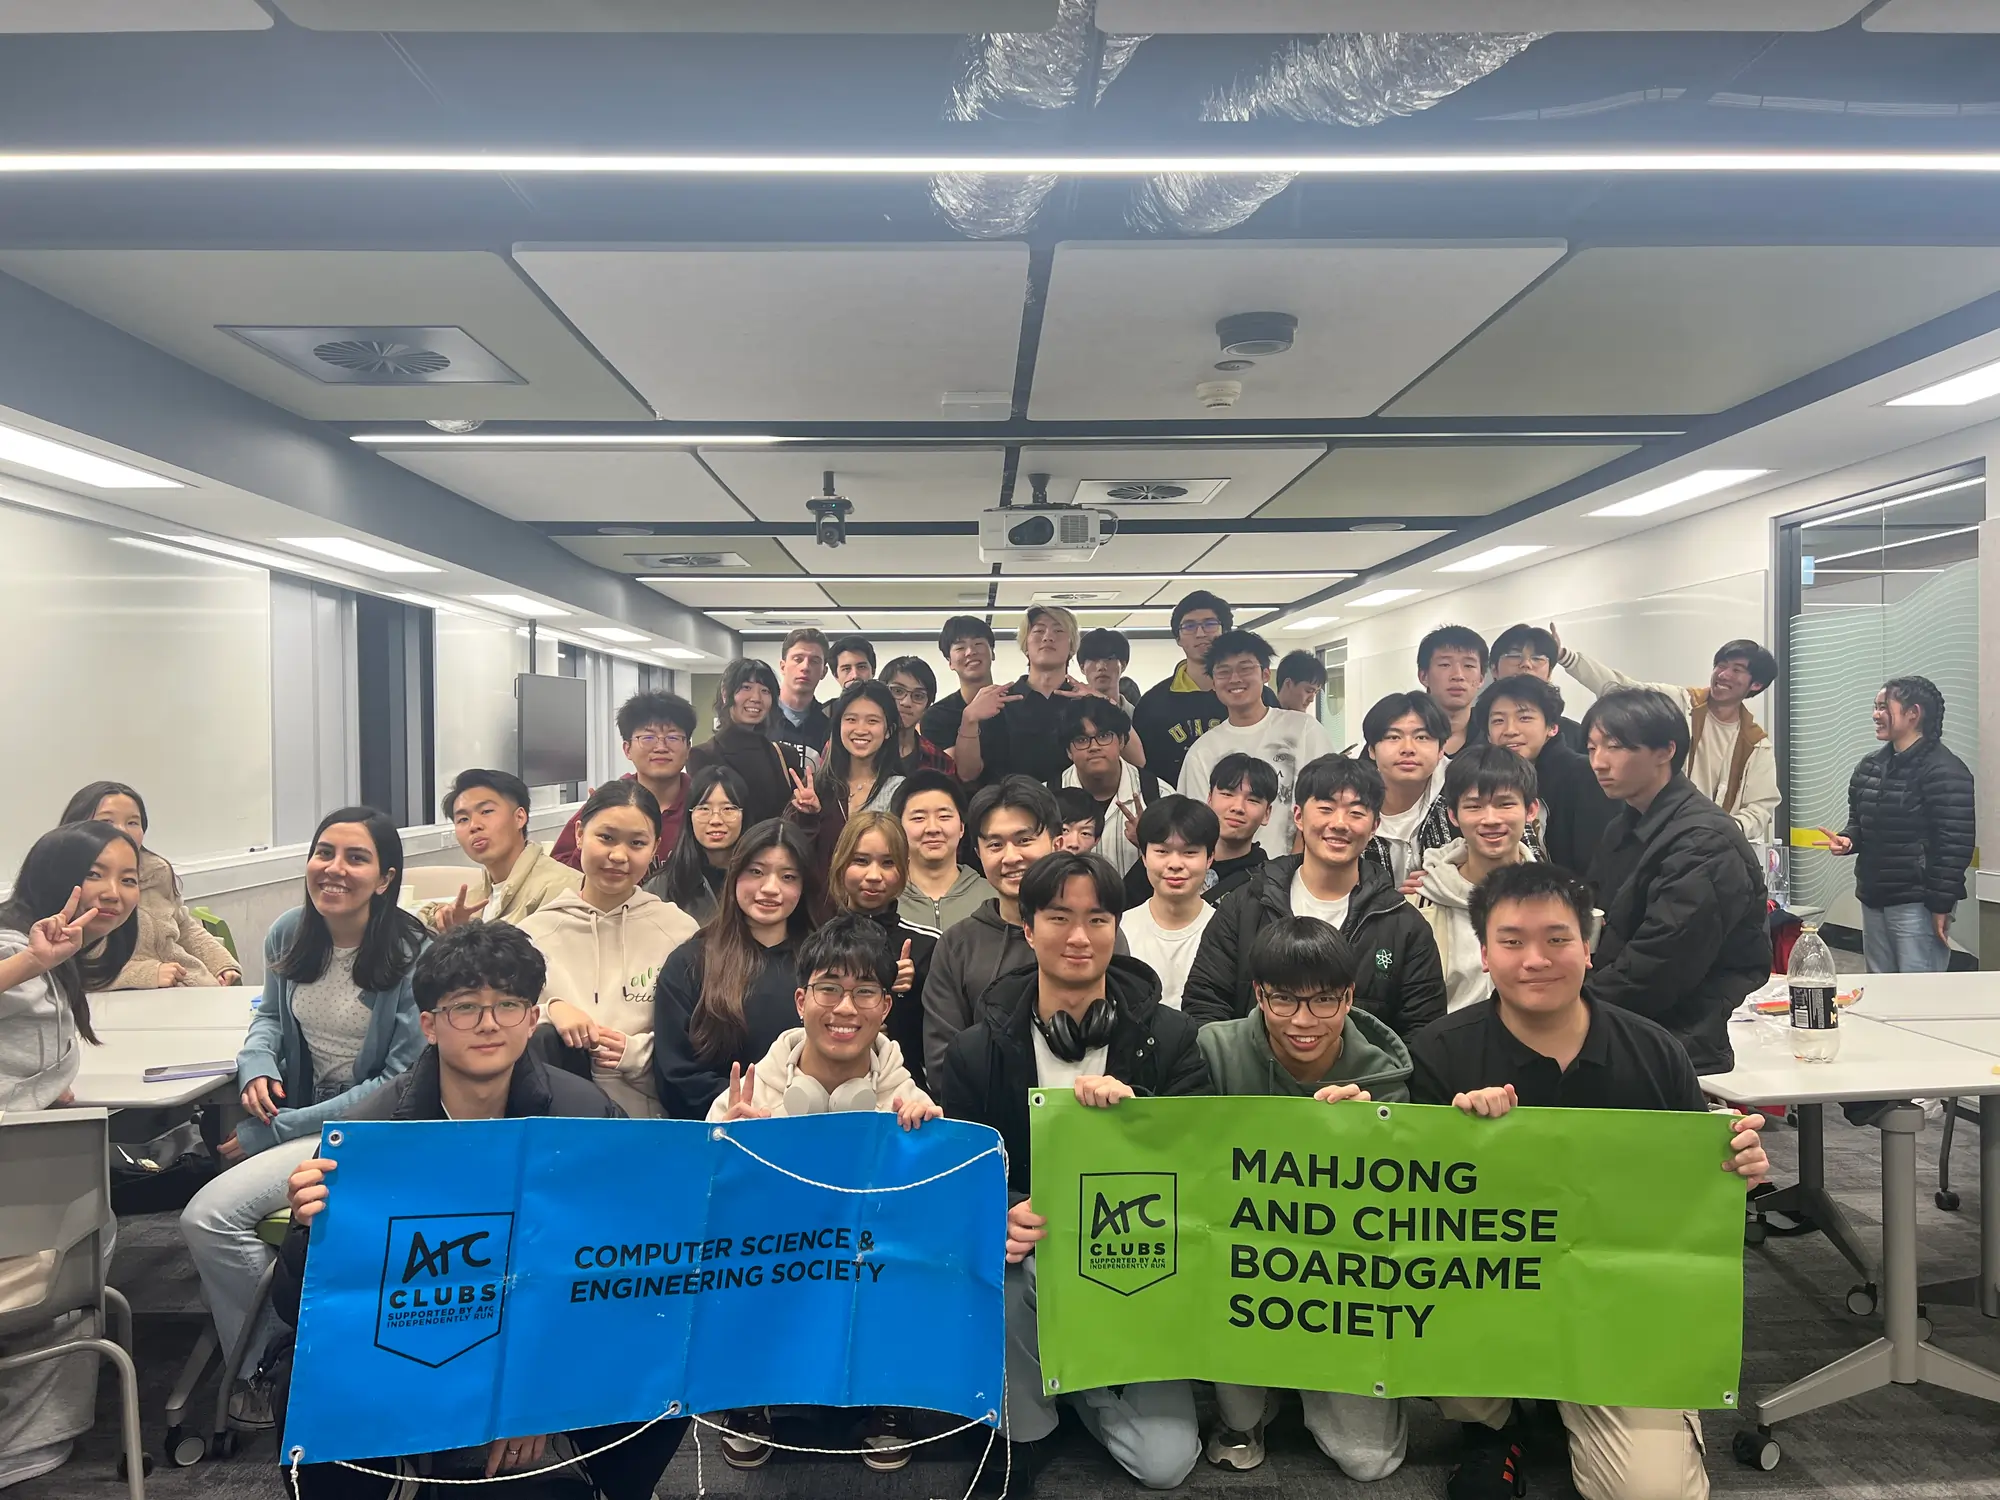 Arc
CLUBS
SUPPORTED BY Arc
INDEPENDENTLY RUN
COMPUTER SCIENCE &
ENGINEERING SOCIETY
Arc
CLUBS
SUPPORTED BY Arc
INDEPENDENTLY RUN
MAHJONG
AND CHINESE
BOARDGAME
SOCIETY